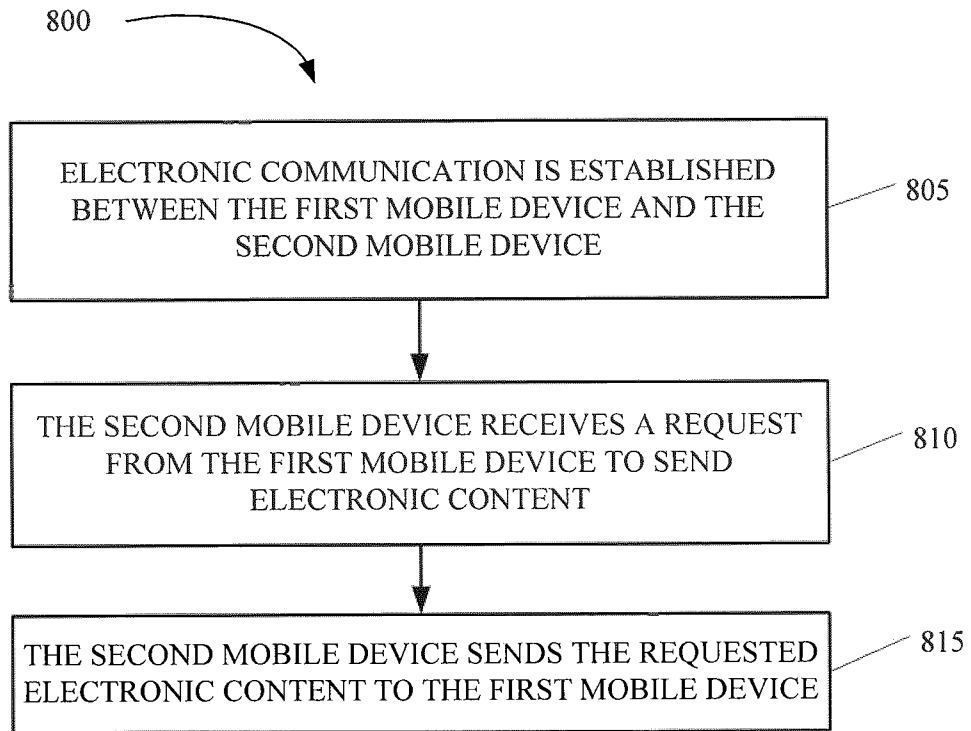 800
ELECTRONIC COMMUNICATION IS ESTABLISHED
BETWEEN THE FIRST MOBILE DEVICE AND THE
SECOND MOBILE DEVICE
805
THE SECOND MOBILE DEVICE RECEIVES A REQUEST
FROM THE FIRST MOBILE DEVICE TO SEND
ELECTRONIC CONTENT
810
THE SECOND MOBILE DEVICE SENDS THE REQUESTED
ELECTRONIC CONTENT TO THE FIRST MOBILE DEVICE
815